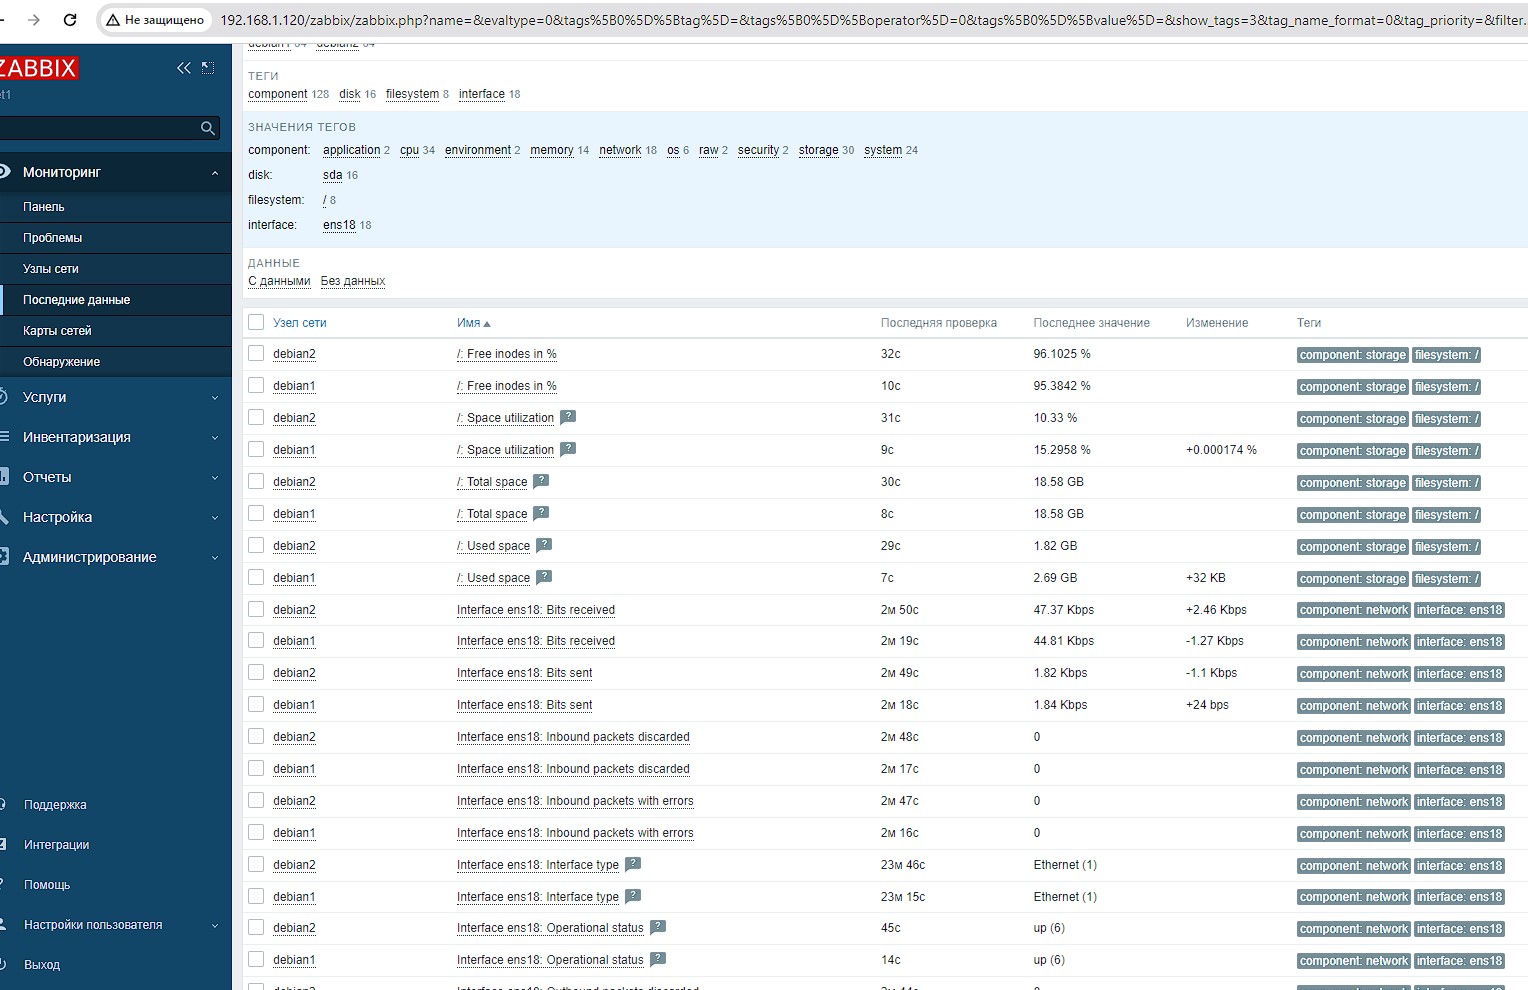 Не защищено 192.168.1.120/zabbix/zabbix.php?name=&evaltype=0&tags%5B0%5D%5Btag%5D=&tags%5B0%5D%5Boperator%5D=0&tags%5B0%5D%5Bvalue%5D=&show_tags=3&tag_name_format=0&tag_priority=&filter.
ZABBIX
et1
Мониторинг
Панель
Проблемы
Узлы сети
Последние данные
Карты сетей
Обнаружение
Услуги
Инвентаризация
Отчеты
Настройка
Администрирование
Поддержка
Интеграции
Помощь
Настройки пользователя
Выход
debian1 64 debian2 64
ТЕГИ
component 128 disk 16 filesystem 8 interface 18
ЗНАЧЕНИЯ ТЕГОВ
component: application 2 cpu 34 environment 2 memory 14 network 18 os 6 raw 2 security 2 storage 30 system 24
disk: sda 16
filesystem: / 8
interface: ens18 18
ДАННЫЕ
С данными Без данных
Узел сети Имя Последняя проверка Последнее значение Изменение Теги
debian2 /: Free inodes in % 32с 96.1025 % component: storage filesystem: /
debian1 /: Free inodes in % 10с 95.3842 % component: storage filesystem: /
debian2 /: Space utilization ? 31с 10.33 % component: storage filesystem: /
debian1 /: Space utilization ? 9с 15.2958 % +0.000174 % component: storage filesystem: /
debian2 /: Total space ? 30с 18.58 GB component: storage filesystem: /
debian1 /: Total space ? 8с 18.58 GB component: storage filesystem: /
debian2 /: Used space ? 29с 1.82 GB component: storage filesystem: /
debian1 /: Used space ? 7с 2.69 GB +32 KB component: storage filesystem: /
debian2 Interface ens18: Bits received 2м 50с 47.37 Kbps +2.46 Kbps component: network interface: ens18
debian1 Interface ens18: Bits received 2м 19с 44.81 Kbps -1.27 Kbps component: network interface: ens18
debian2 Interface ens18: Bits sent 2м 49с 1.82 Kbps -1.1 Kbps component: network interface: ens18
debian1 Interface ens18: Bits sent 2м 18с 1.84 Kbps +24 bps component: network interface: ens18
debian2 Interface ens18: Inbound packets discarded 2м 48с 0 component: network interface: ens18
debian1 Interface ens18: Inbound packets discarded 2м 17с 0 component: network interface: ens18
debian2 Interface ens18: Inbound packets with errors 2м 47с 0 component: network interface: ens18
debian1 Interface ens18: Inbound packets with errors 2м 16с 0 component: network interface: ens18
debian2 Interface ens18: Interface type ? 23м 46с Ethernet (1) component: network interface: ens18
debian1 Interface ens18: Interface type ? 23м 15с Ethernet (1) component: network interface: ens18
debian2 Interface ens18: Operational status ? 45с up (6) component: network interface: ens18
debian1 Interface ens18: Operational status ? 14с up (6) component: network interface: ens18
debian2 Interface ens18: Outbound packets discarded 2м 44с 0 component: network interface: ens18